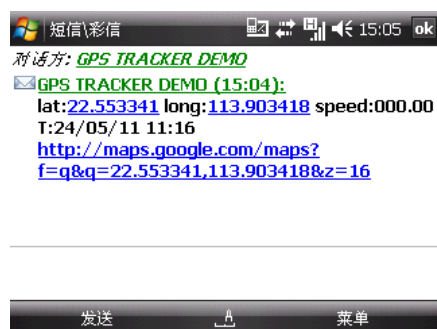 短信\彩信 15:05 ok
对话方: GPS TRACKER DEMO
GPS TRACKER DEMO (15:04):
lat:22.553341 long:113.903418 speed:000.00
T:24/05/11 11:16
http://maps.google.com/maps?
f=q&q=22.553341,113.903418&z=16
发送 A 菜单